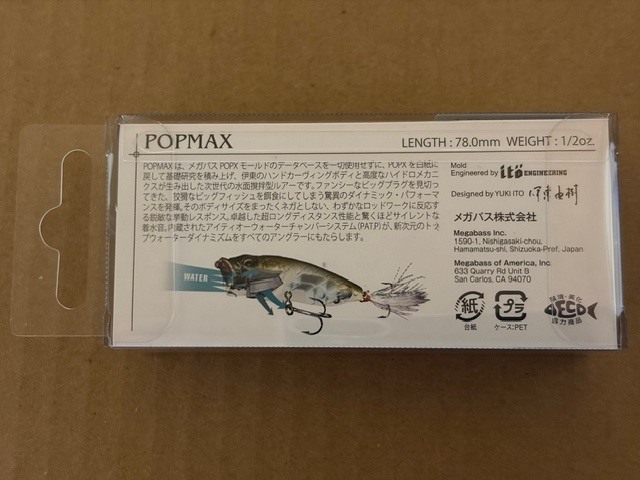 POPMAX
LENGTH : 78.0mm WEIGHT : 1/2oz.
POPMAX は、メガバス POPX モールドのデータベースを一切使用せずに、POPX を白紙に
戻して基礎研究を積み上げ、伊東のハンドカーヴィングボディと高度なハイドロメカニ
クスが生み出した次世代の水面撹拌型ルアーです。ファンシーなビッグプラグを見切っ
てきた、狡猾なビッグフィッシュを餌食にしてしまう驚異のダイナミック・パフォーマ
ンスを発揮。そのボディサイズをまったくネガとしない、わずかなロッドワークに反応す
る鋭敏な挙動レスポンス。卓越した超ロングディスタンス性能と驚くほどサイレントな
着水音。内蔵されたアイティオーウォーターチャンバーシステム(PAT.P)が、新次元のトッ
プウォーターダイナミズムをすべてのアングラーにもたらします。
WATER
Mold
Engineered by itö ENGINEERING
Designed by YUKI ITO
メガバス株式会社
Megabass Inc.
1590-1, Nishigasaki-chou,
Hamamatsu-shi, Shizuoka-Pref, Japan
Megabass of America, Inc.
633 Quarry Rd Unit B
San Carlos, CA 94070
紙
台紙
プラ
ケース:PET
環境・美化
ECO
協力商品